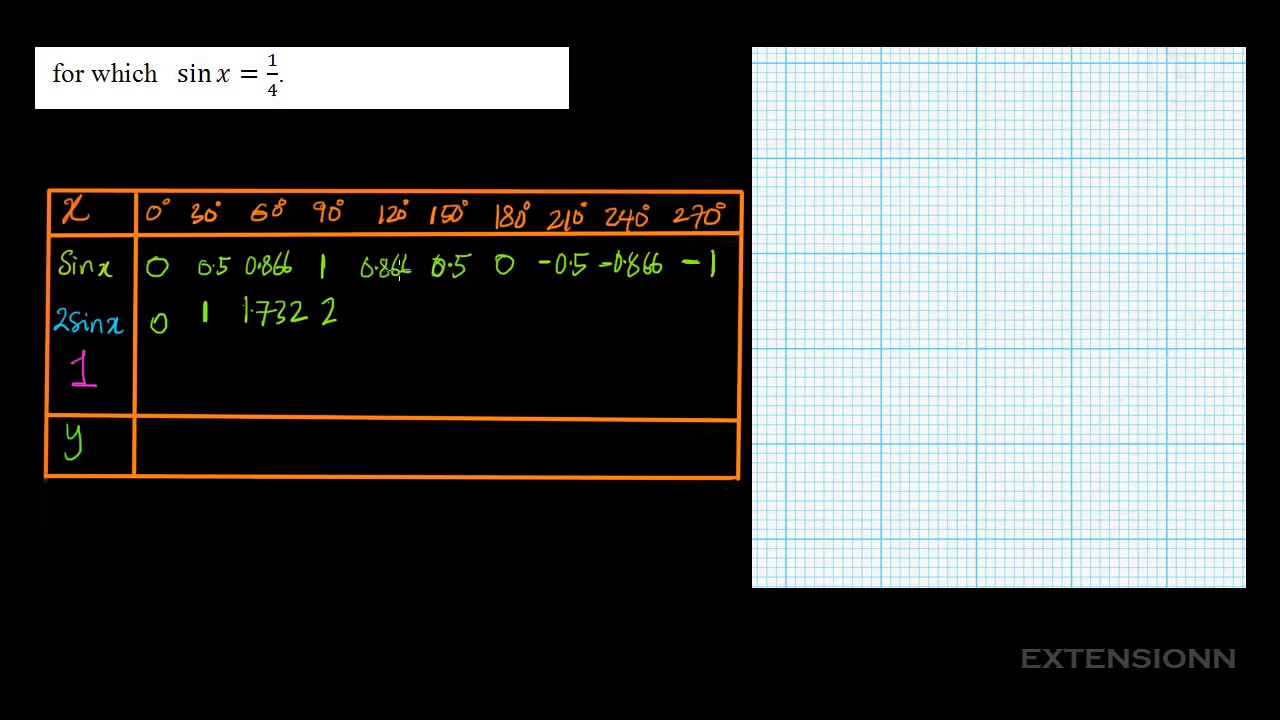 for which sin x = 1/4.
x 0° 30° 60° 90° 120° 150° 180° 210° 240° 270°
Sinx 0 0.5 0.866 1 0.866 0.5 0 -0.5 -0.866 -1
2Sinx 0 1 1.732 2
1
y
EXTENSIONN